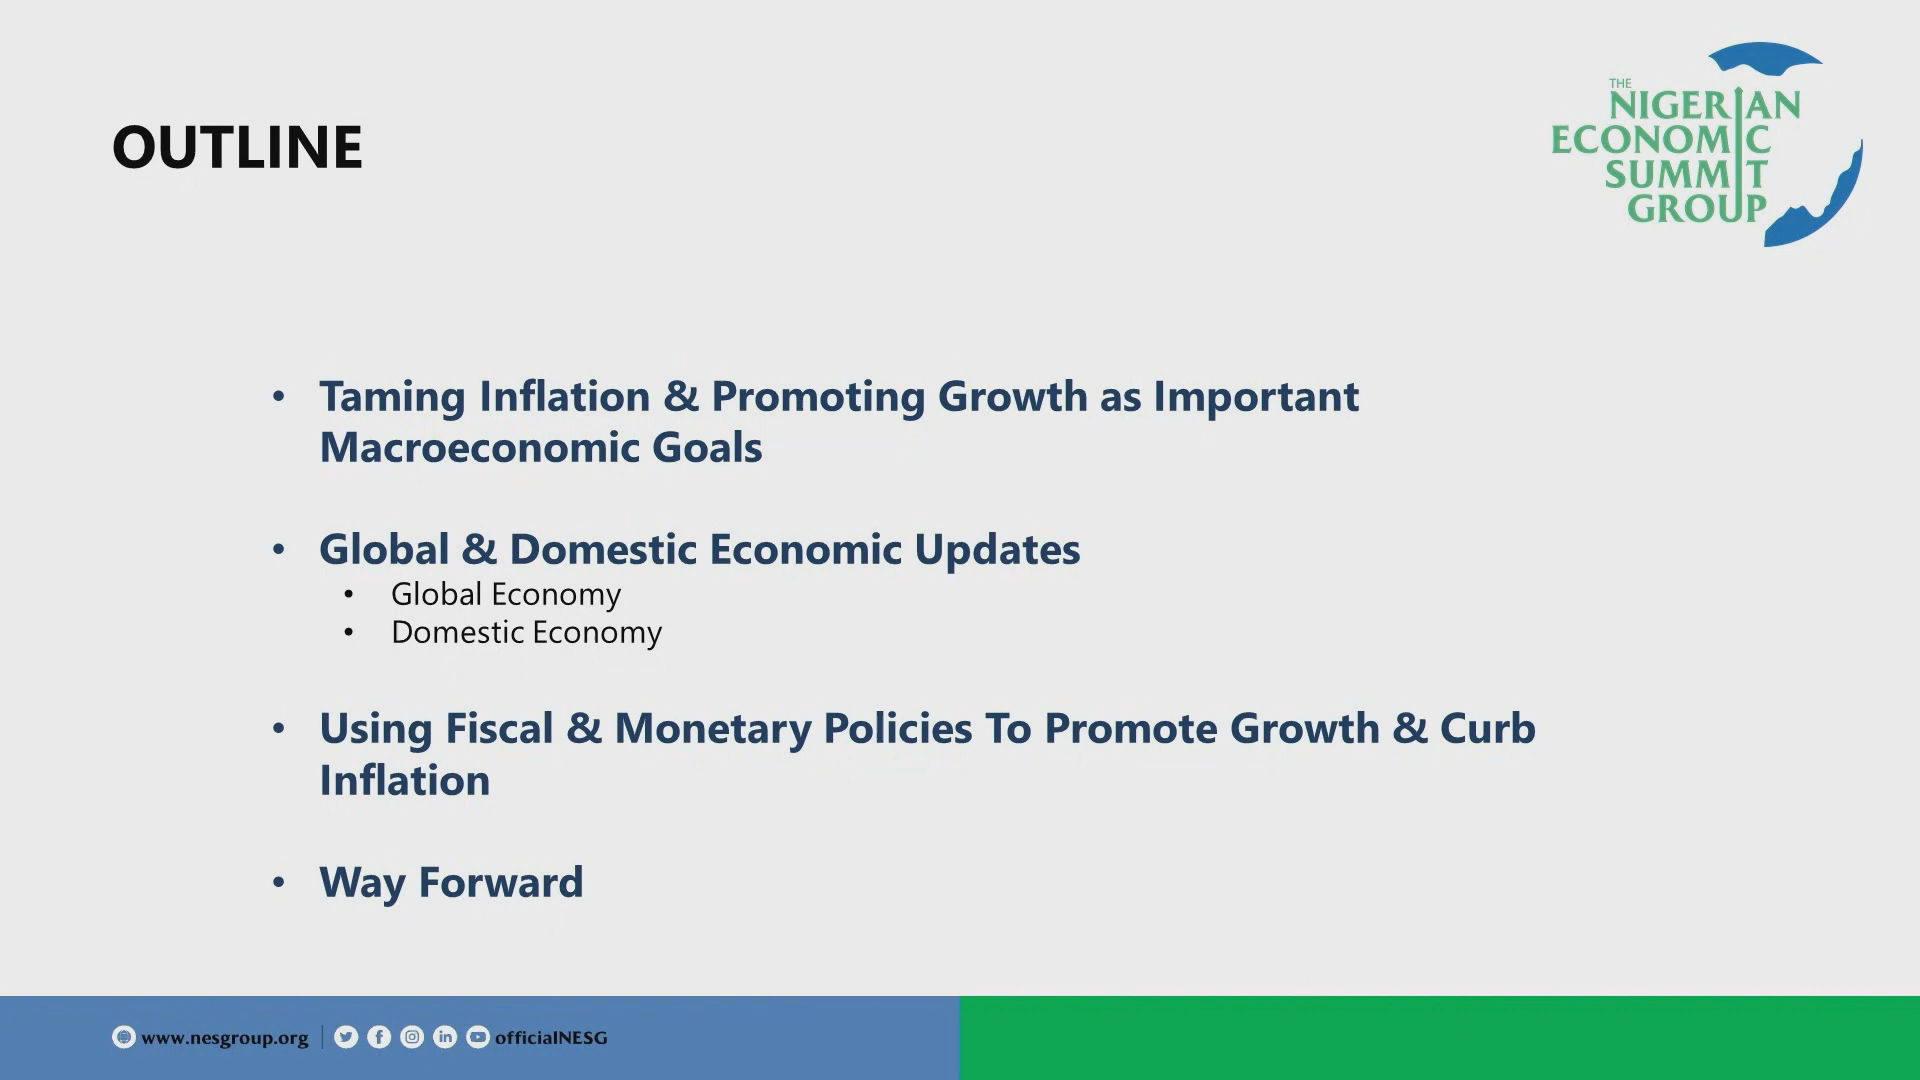 OUTLINE
THE
NIGERIAN
ECONOMIC
SUMMIT
GROUP
• Taming Inflation & Promoting Growth as Important
Macroeconomic Goals
• Global & Domestic Economic Updates
• Global Economy
• Domestic Economy
• Using Fiscal & Monetary Policies To Promote Growth & Curb
Inflation
• Way Forward
www.nesgroup.org | officialNESG